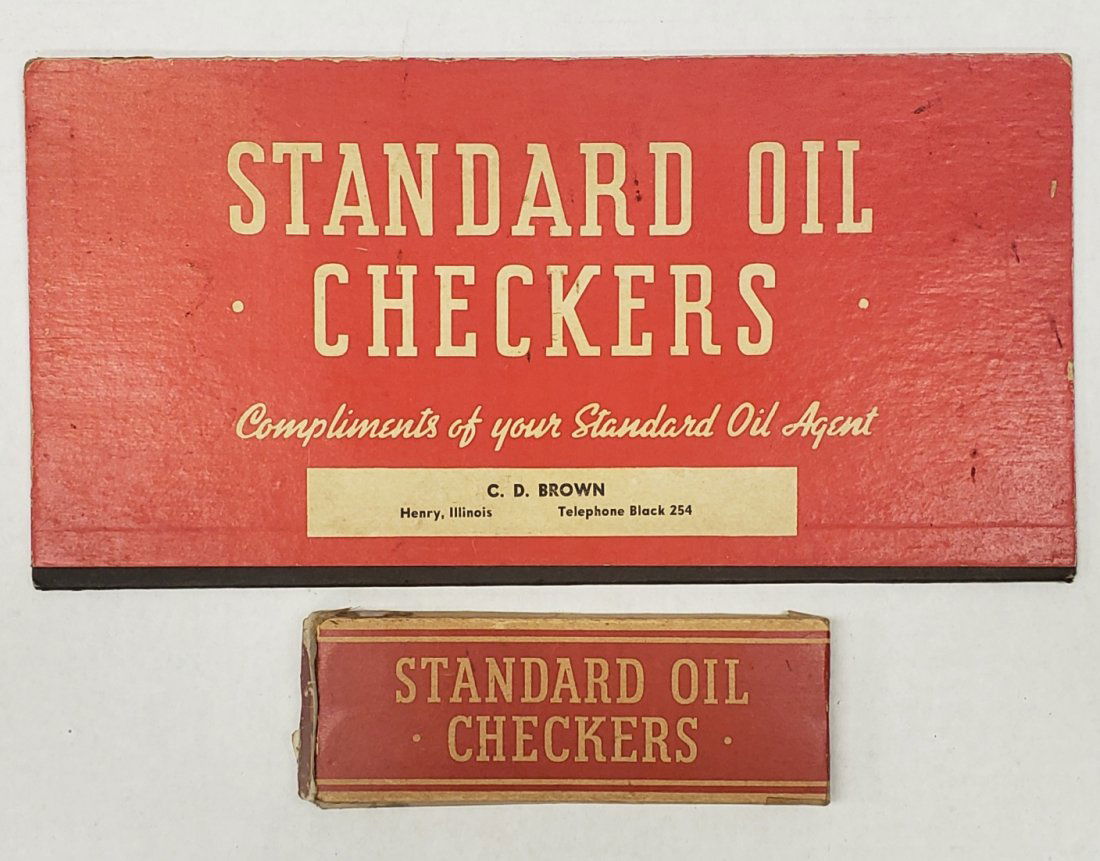 STANDARD OIL
· CHECKERS ·
Compliments of your Standard Oil Agent
C. D. BROWN
Henry, Illinois Telephone Black 254
STANDARD OIL
· CHECKERS ·